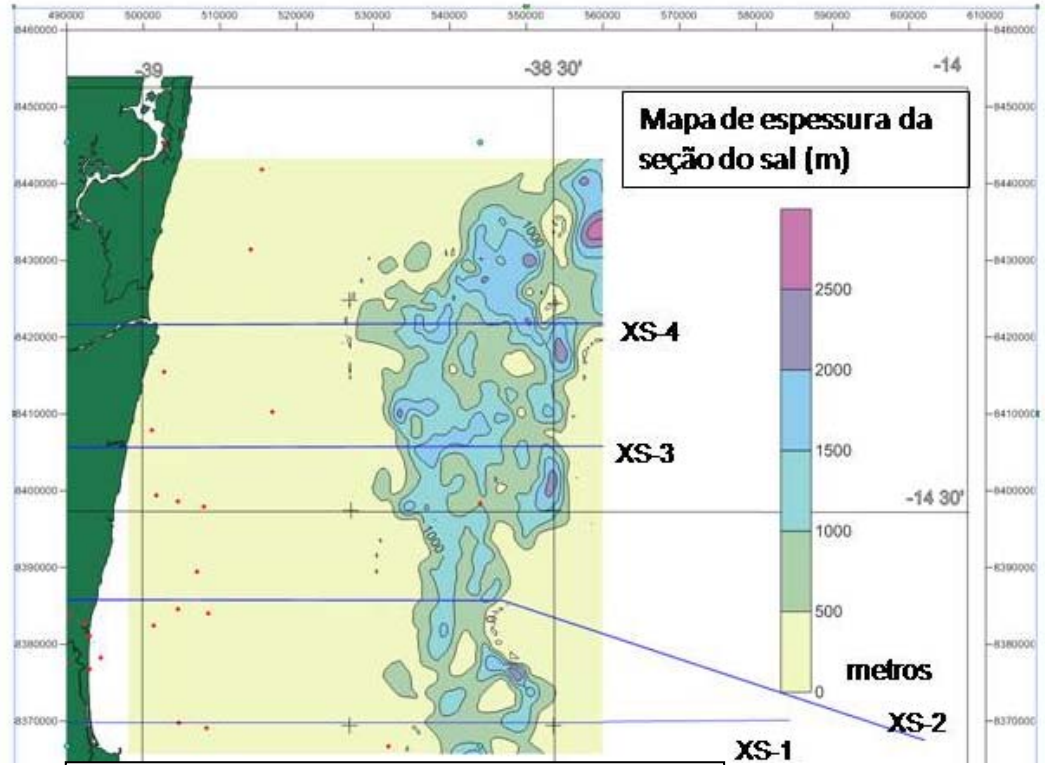 490000 500000 510000 520000 530000 540000 550000 560000 570000 580000 590000 600000 610000
8460000 8460000
-39 -38 30' -14
Mapa de espessura da
seção do sal (m)
8450000 8450000
8440000 8440000
1000
8430000 8430000
2500
8420000 8420000
XS-4
2000
8410000 8410000
XS-3
1500
8400000 8400000
-14 30'
1000
1000
8390000 8390000
500
8380000 8380000
0 metros
8370000 8370000
XS-2
XS-1